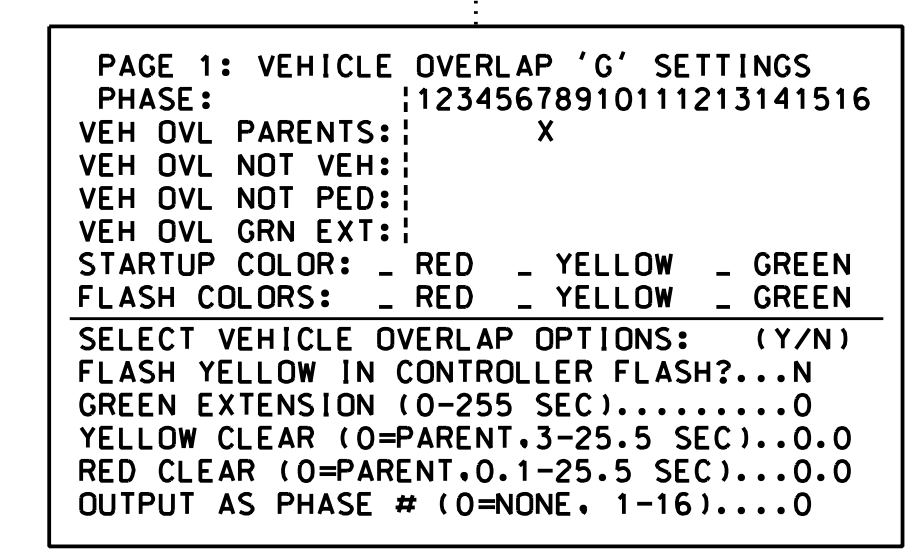 PAGE 1: VEHICLE OVERLAP 'G' SETTINGS
PHASE: ¦12345678910111213141516
VEH OVL PARENTS:¦ X
VEH OVL NOT VEH:¦
VEH OVL NOT PED:¦
VEH OVL GRN EXT:¦
STARTUP COLOR: _ RED _ YELLOW _ GREEN
FLASH COLORS: _ RED _ YELLOW _ GREEN
SELECT VEHICLE OVERLAP OPTIONS: (Y/N)
FLASH YELLOW IN CONTROLLER FLASH?...N
GREEN EXTENSION (0-255 SEC).........0
YELLOW CLEAR (0=PARENT,3-25.5 SEC)..0.0
RED CLEAR (0=PARENT,0.1-25.5 SEC)...0.0
OUTPUT AS PHASE # (0=NONE, 1-16)....0